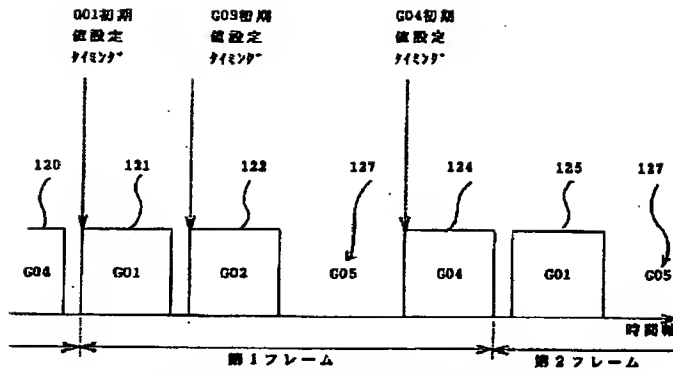 G01初期
値設定
ﾀｲﾐﾝｸﾞ
G03初期
値設定
ﾀｲﾐﾝｸﾞ
G04初期
値設定
ﾀｲﾐﾝｸﾞ
120
121
122
127
124
125
127
G04
G01
G02
G05
G04
G01
G05
時間軸
第1フレーム
第2フレーム